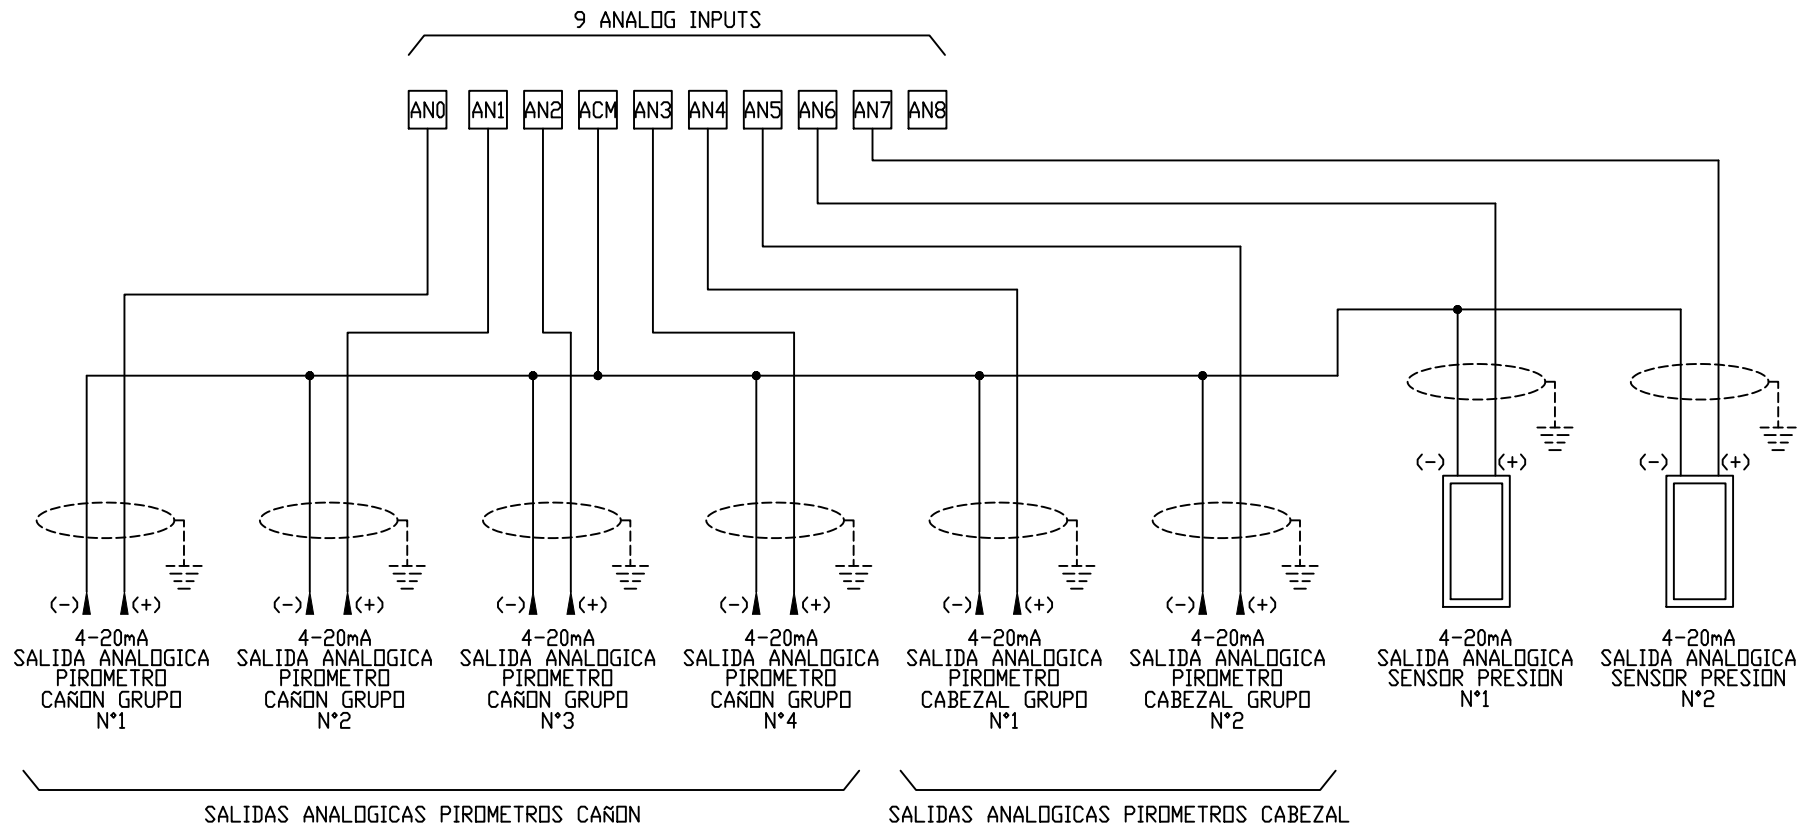 9 ANALOG INPUTS
AN0 AN1 AN2 ACM AN3 AN4 AN5 AN6 AN7 AN8
(-) (+)
4-20mA
SALIDA ANALOGICA
PIROMETRO
CAÑON GRUPO
N°1
(-) (+)
4-20mA
SALIDA ANALOGICA
PIROMETRO
CAÑON GRUPO
N°2
(-) (+)
4-20mA
SALIDA ANALOGICA
PIROMETRO
CAÑON GRUPO
N°3
(-) (+)
4-20mA
SALIDA ANALOGICA
PIROMETRO
CAÑON GRUPO
N°4
(-) (+)
4-20mA
SALIDA ANALOGICA
PIROMETRO
CABEZAL GRUPO
N°1
(-) (+)
4-20mA
SALIDA ANALOGICA
PIROMETRO
CABEZAL GRUPO
N°2
(-) (+)
4-20mA
SALIDA ANALOGICA
SENSOR PRESION
N°1
(-) (+)
4-20mA
SALIDA ANALOGICA
SENSOR PRESION
N°2
SALIDAS ANALOGICAS PIROMETROS CAÑON
SALIDAS ANALOGICAS PIROMETROS CABEZAL